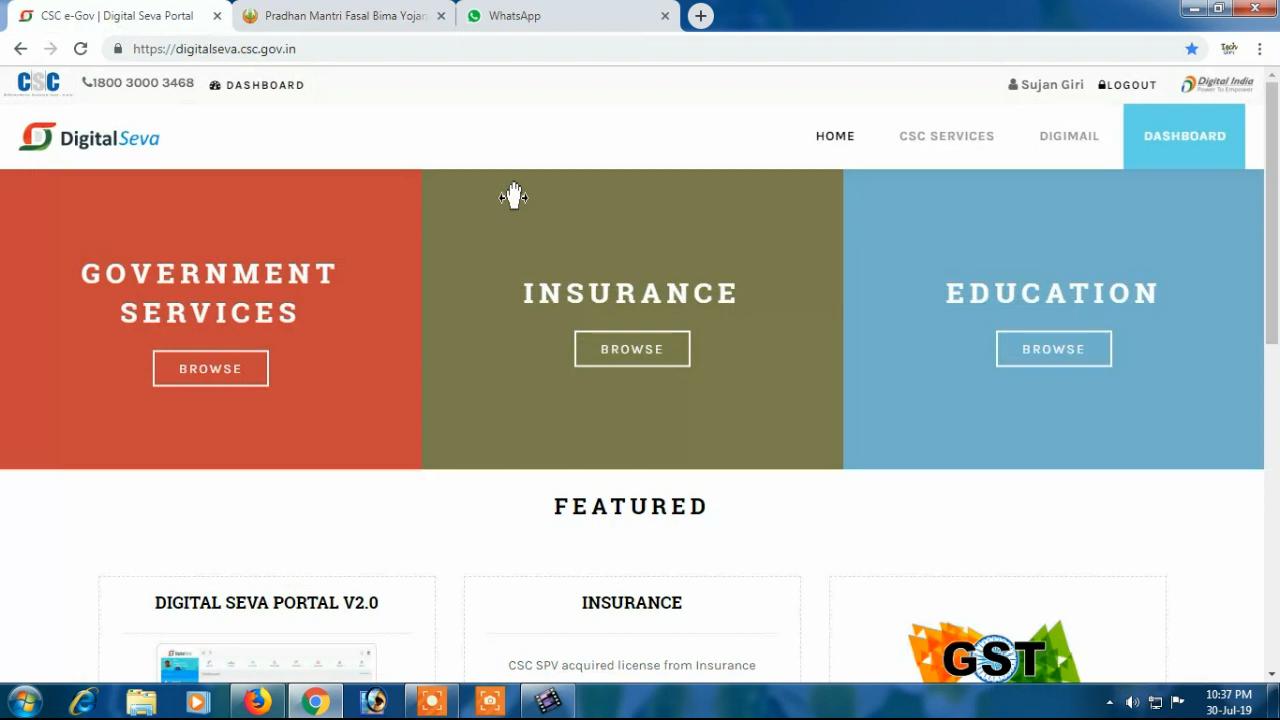 CSC e-Gov | Digital Seva Portal
Pradhan Mantri Fasal Bima Yojan
WhatsApp
https://digitalseva.csc.gov.in
Tech
CSC
1800 3000 3468
DASHBOARD
Sujan Giri
LOGOUT
Digital India
Power To Empower
DigitalSeva
HOME
CSC SERVICES
DIGIMAIL
DASHBOARD
GOVERNMENT
SERVICES
BROWSE
INSURANCE
BROWSE
EDUCATION
BROWSE
FEATURED
DIGITAL SEVA PORTAL V2.0
INSURANCE
CSC SPV acquired license from Insurance
GST
10:37 PM
30-Jul-19